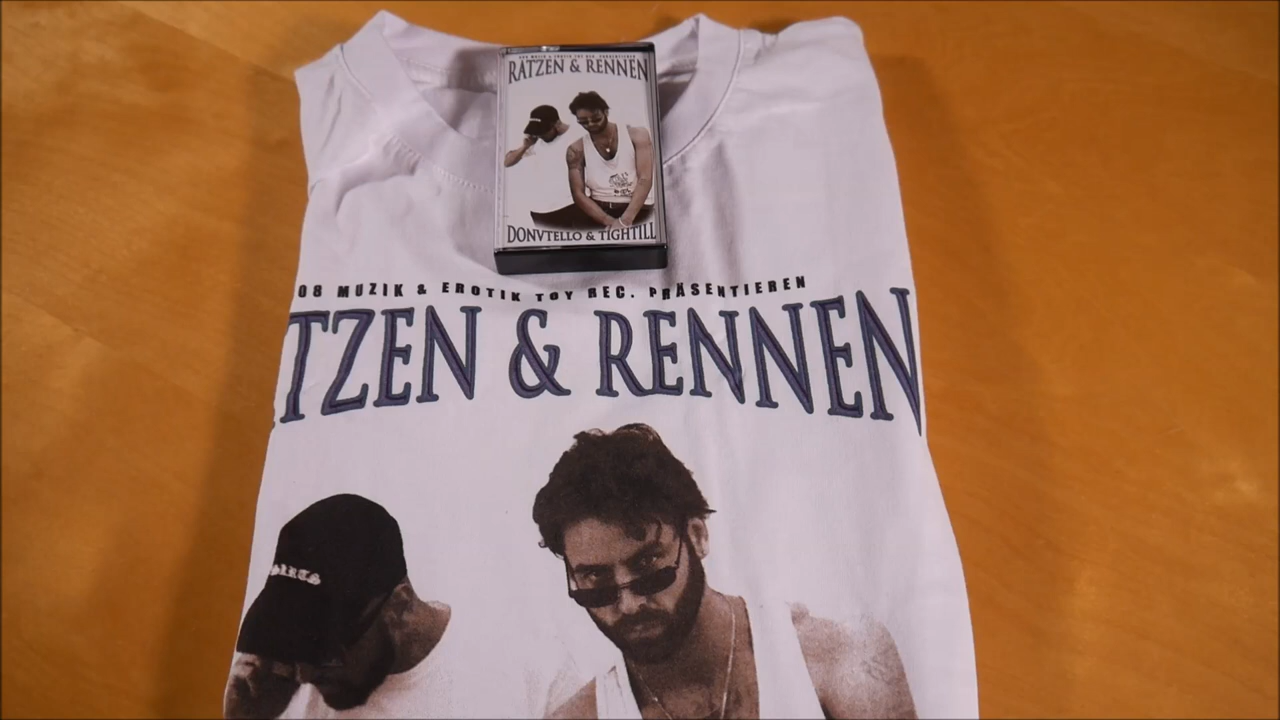 RATZEN & RENNEN
DONVTELLO & TIGHTILL
08 MUZIK & EROTIK TOY REC. PRÄSENTIEREN
TZEN & RENNEN